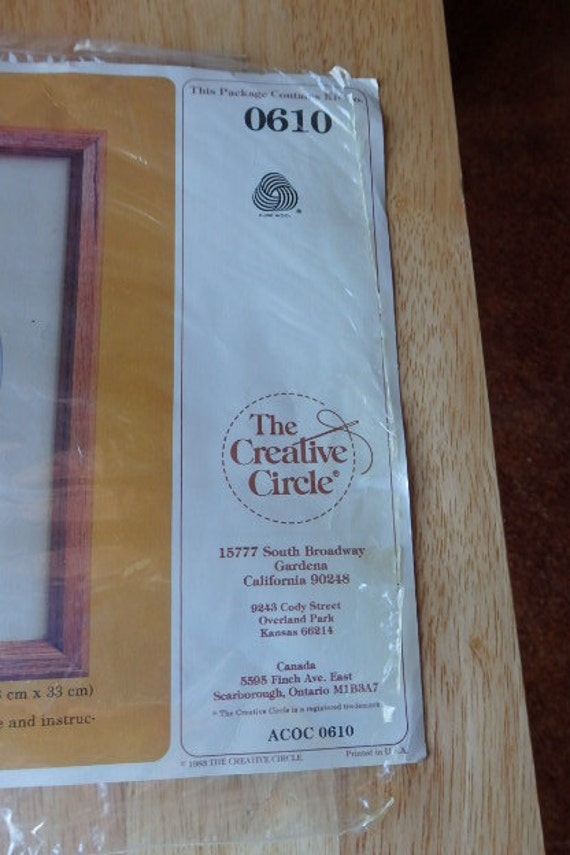 This Package Contains Kit No.
0610
PURE WOOL
®
The
Creative
Circle®
15777 South Broadway
Gardena
California 90248
9243 Cody Street
Overland Park
Kansas 66214
Canada
5595 Finch Ave. East
Scarborough, Ontario M1B3A7
® The Creative Circle is a registered trademark
ACOC 0610
cm x 33 cm)
and instruc-
© 1983 THE CREATIVE CIRCLE
Printed in U.S.A.